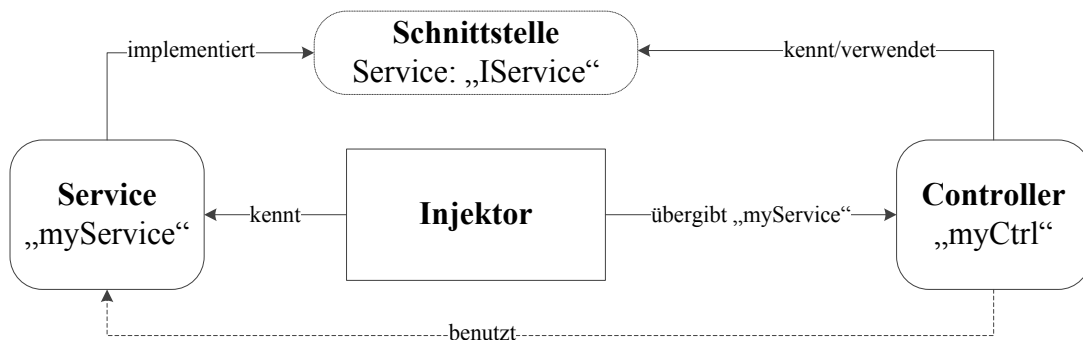 Schnittstelle
Service: „IService“
implementiert
kennt/verwendet
Service
„myService“
kennt
Injektor
übergibt „myService“
Controller
„myCtrl“
benutzt